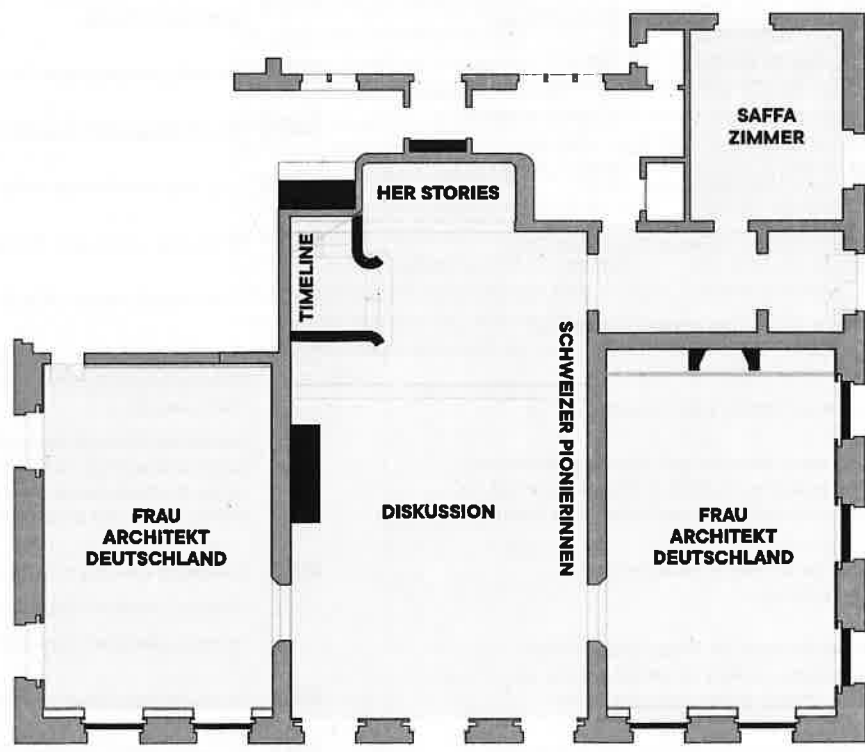 SAFFA
ZIMMER
HER STORIES
TIMELINE
SCHWEIZER PIONIERINNEN
FRAU
ARCHITEKT
DEUTSCHLAND
DISKUSSION
FRAU
ARCHITEKT
DEUTSCHLAND